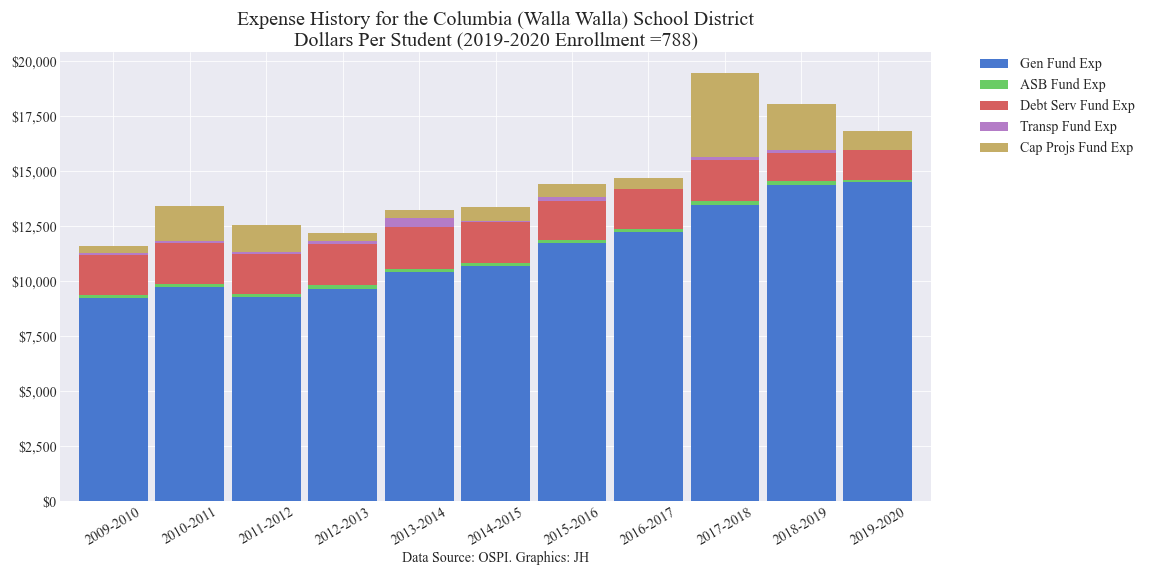 Expense History for the Columbia (Walla Walla) School District
Dollars Per Student (2019-2020 Enrollment =788)
$20,000
$17,500
$15,000
$12,500
$10,000
$7,500
$5,000
$2,500
$0
2009-2010
2010-2011
2011-2012
2012-2013
2013-2014
2014-2015
2015-2016
2016-2017
2017-2018
2018-2019
2019-2020
Data Source: OSPI. Graphics: JH
Gen Fund Exp
ASB Fund Exp
Debt Serv Fund Exp
Transp Fund Exp
Cap Projs Fund Exp